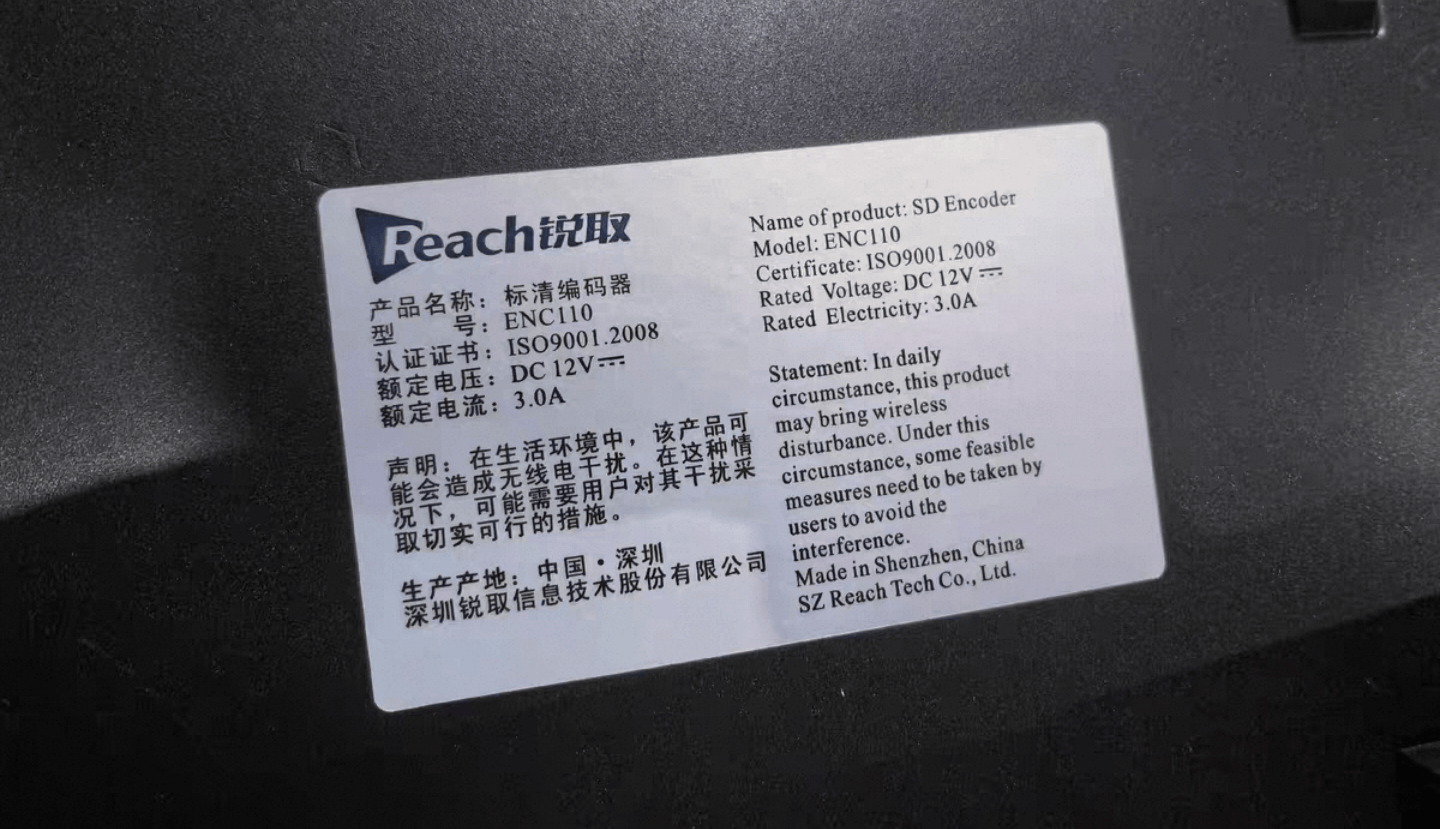 Reach锐取
产品名称：标清编码器
型　　号：ENC110
认证证书：ISO9001.2008
额定电压：DC 12V⎓
额定电流：3.0A
声明：在生活环境中，该产品可
能会造成无线电干扰。在这种情
况下，可能需要用户对其干扰采
取切实可行的措施。
生产产地：中国·深圳
深圳锐取信息技术股份有限公司
Name of product: SD Encoder
Model: ENC110
Certificate: ISO9001.2008
Rated Voltage: DC 12V⎓
Rated Electricity: 3.0A
Statement: In daily
circumstance, this product
may bring wireless
disturbance. Under this
circumstance, some feasible
measures need to be taken by
users to avoid the
interference.
Made in Shenzhen, China
SZ Reach Tech Co., Ltd.